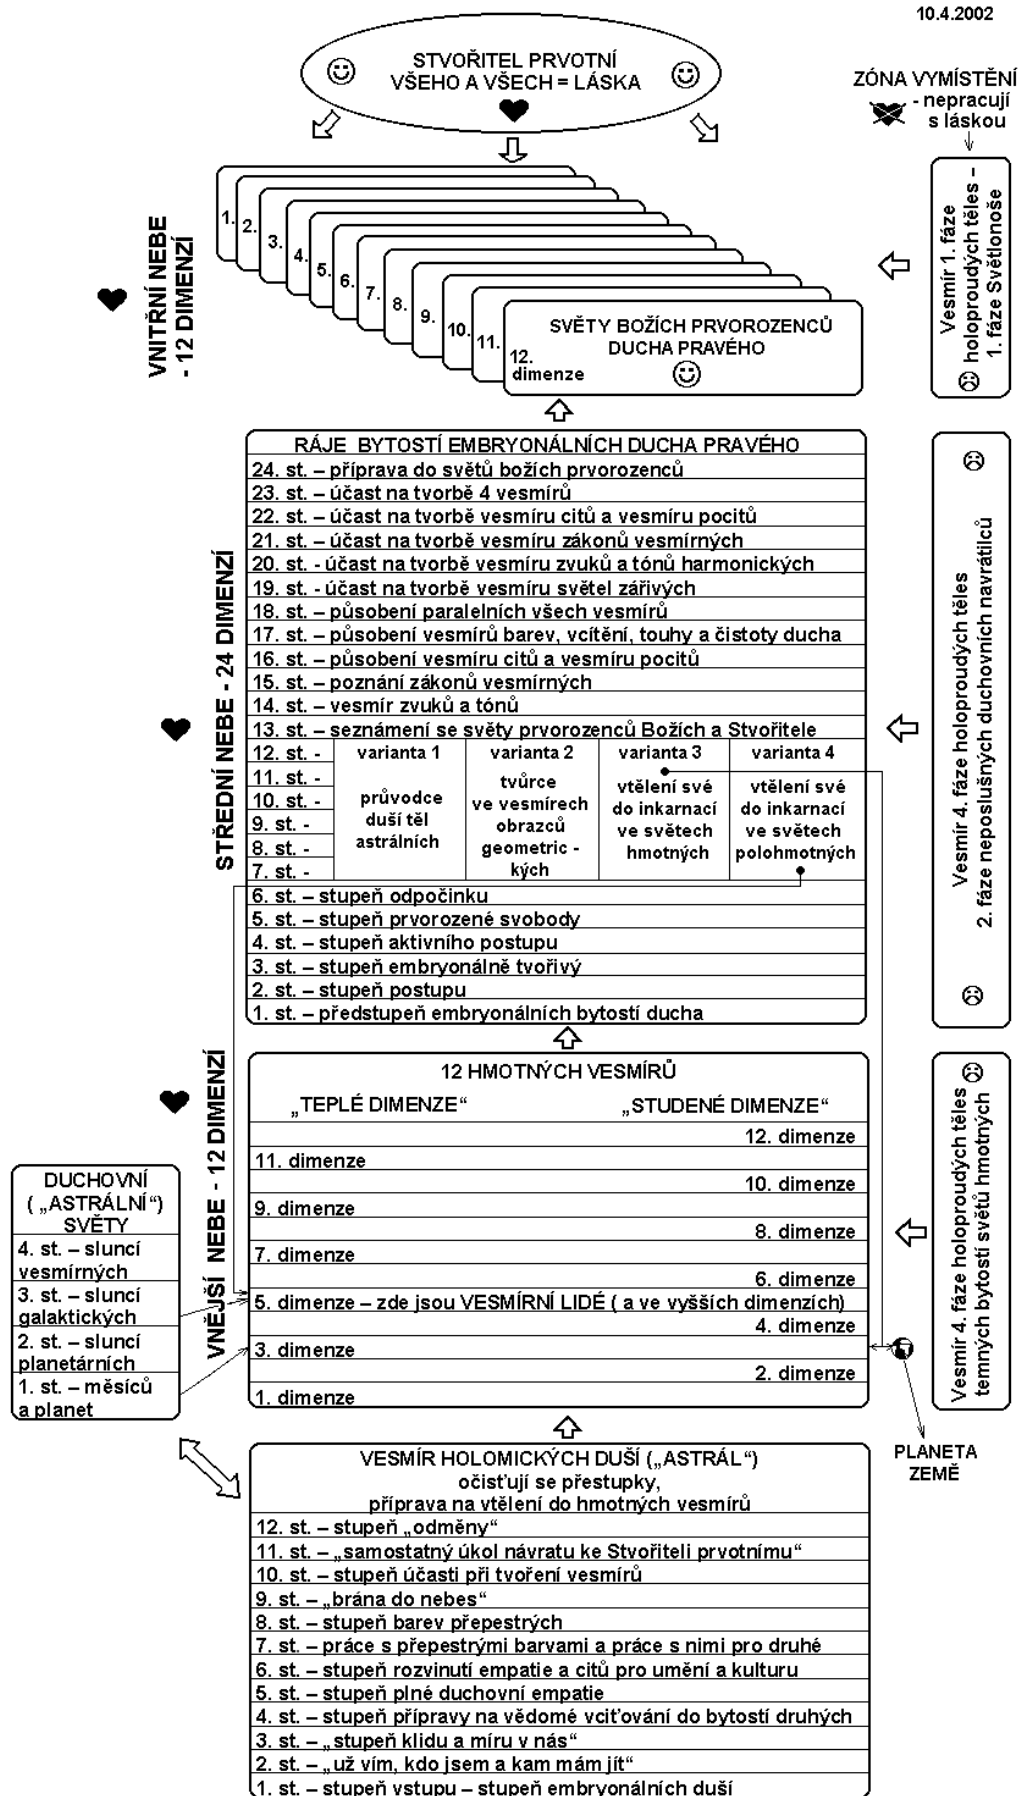 10.4.2002
STVOŘITEL PRVOTNÍ
VŠEHO A VŠECH = LÁSKA
ZÓNA VYMÍSTĚNÍ
- nepracují
s láskou
VNITŘNÍ NEBE
- 12 DIMENZÍ
1.
2.
3.
4.
5.
6.
7.
8.
9.
10.
11.
12.
dimenze
SVĚTY BOŽÍCH PRVOROZENCŮ
DUCHA PRAVÉHO
Vesmír 1. fáze
holoproudých těles –
1. fáze Světlonoše
STŘEDNÍ NEBE - 24 DIMENZÍ
RÁJE BYTOSTÍ EMBRYONÁLNÍCH DUCHA PRAVÉHO
24. st. – příprava do světů božích prvorozenců
23. st. – účast na tvorbě 4 vesmírů
22. st. – účast na tvorbě vesmíru citů a vesmíru pocitů
21. st. – účast na tvorbě vesmíru zákonů vesmírných
20. st. - účast na tvorbě vesmíru zvuků a tónů harmonických
19. st. - účast na tvorbě vesmíru světel zářivých
18. st. – působení paralelních všech vesmírů
17. st. – působení vesmírů barev, vcítění, touhy a čistoty ducha
16. st. – působení vesmíru citů a vesmíru pocitů
15. st. – poznání zákonů vesmírných
14. st. – vesmír zvuků a tónů
13. st. – seznámení se světy prvorozenců Božích a Stvořitele
12. st. -
11. st. -
10. st. -
9. st. -
8. st. -
7. st. -
varianta 1
průvodce
duší těl
astrálních
varianta 2
tvůrce
ve vesmírech
obrazců
geometric -
kých
varianta 3
vtělení své
do inkarnací
ve světech
hmotných
varianta 4
vtělení své
do inkarnací
ve světech
polohmotných
6. st. – stupeň odpočinku
5. st. – stupeň prvorozené svobody
4. st. – stupeň aktivního postupu
3. st. – stupeň embryonálně tvořivý
2. st. – stupeň postupu
1. st. – předstupeň embryonálních bytostí ducha
Vesmír 4. fáze holoproudých těles
2. fáze neposlušných duchovních navrátilců
VNĚJŠÍ NEBE - 12 DIMENZÍ
12 HMOTNÝCH VESMÍRŮ
„TEPLÉ DIMENZE“
„STUDENÉ DIMENZE“
12. dimenze
11. dimenze
10. dimenze
9. dimenze
8. dimenze
7. dimenze
6. dimenze
5. dimenze – zde jsou VESMÍRNÍ LIDÉ ( a ve vyšších dimenzích)
4. dimenze
3. dimenze
2. dimenze
1. dimenze
DUCHOVNÍ
( „ASTRÁLNÍ“)
SVĚTY
4. st. – sluncí
vesmírných
3. st. – sluncí
galaktických
2. st. – sluncí
planetárních
1. st. – měsíců
a planet
Vesmír 4. fáze holoproudých těles
temných bytostí světů hmotných
PLANETA
ZEMĚ
VESMÍR HOLOMICKÝCH DUŠÍ („ASTRÁL“)
očisťují se přestupky,
příprava na vtělení do hmotných vesmírů
12. st. – stupeň „odměny“
11. st. – „samostatný úkol návratu ke Stvořiteli prvotnímu“
10. st. – stupeň účasti při tvoření vesmírů
9. st. – „brána do nebes“
8. st. – stupeň barev přepestrých
7. st. – práce s přepestrými barvami a práce s nimi pro druhé
6. st. – stupeň rozvinutí empatie a citů pro umění a kulturu
5. st. – stupeň plné duchovní empatie
4. st. – stupeň přípravy na vědomé vciťování do bytostí druhých
3. st. – „stupeň klidu a míru v nás“
2. st. – „už vím, kdo jsem a kam mám jít“
1. st. – stupeň vstupu – stupeň embryonálních duší